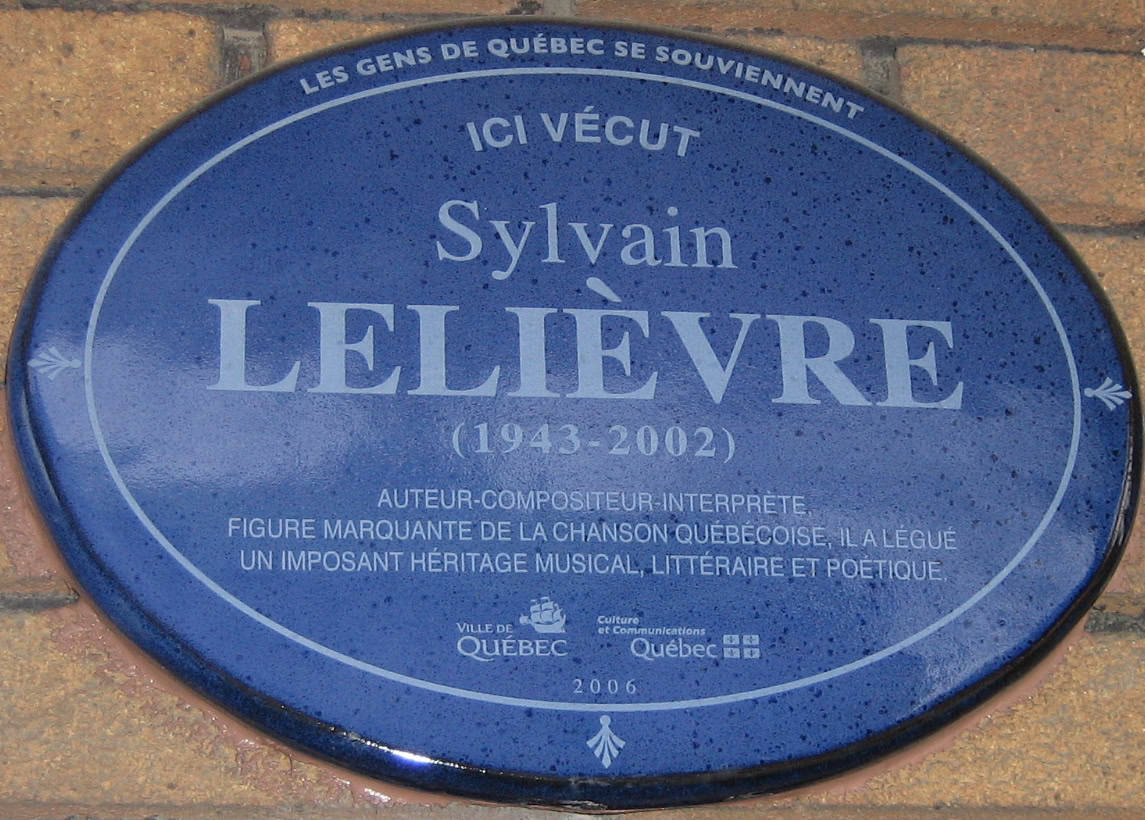 LES GENS DE QUÉBEC SE SOUVIENNENT
ICI VÉCUT
Sylvain
LELIÈVRE
(1943-2002)
AUTEUR-COMPOSITEUR-INTERPRÈTE,
FIGURE MARQUANTE DE LA CHANSON QUÉBÉCOISE, IL A LÉGUÉ
UN IMPOSANT HÉRITAGE MUSICAL, LITTÉRAIRE ET POÉTIQUE.
VILLE DE
QUÉBEC
Culture
et Communications
Québec
2006